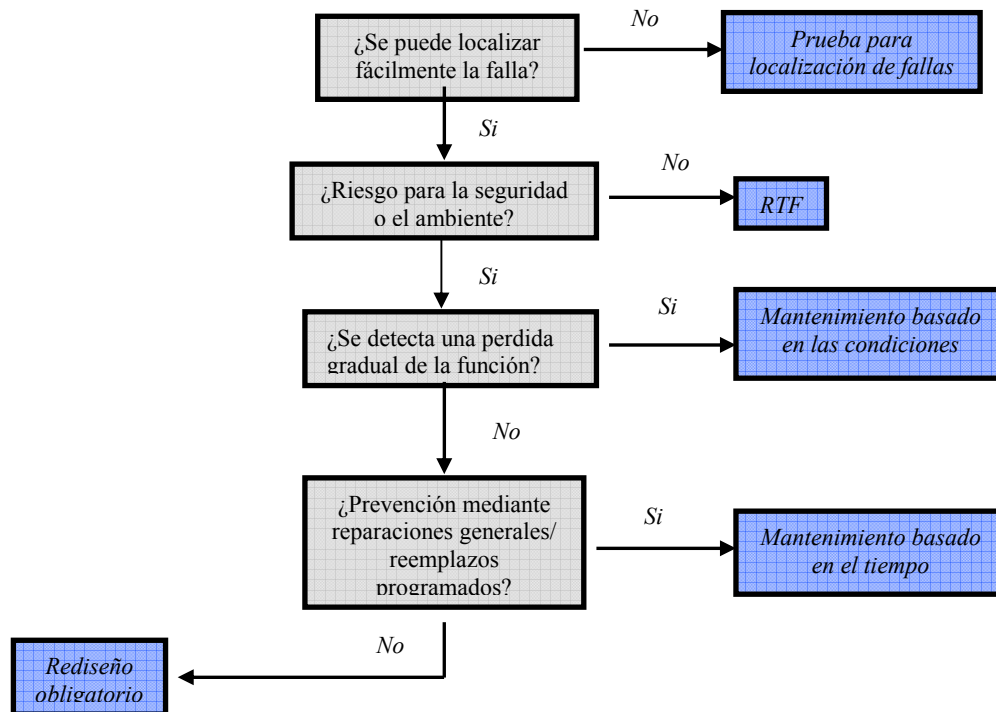 ¿Se puede localizar
fácilmente la falla?
No
Prueba para
localización de fallas
Si
¿Riesgo para la seguridad
o el ambiente?
No
RTF
Si
¿Se detecta una perdida
gradual de la función?
Si
Mantenimiento basado
en las condiciones
No
¿Prevención mediante
reparaciones generales/
reemplazos
programados?
Si
Mantenimiento basado
en el tiempo
No
Rediseño
obligatorio